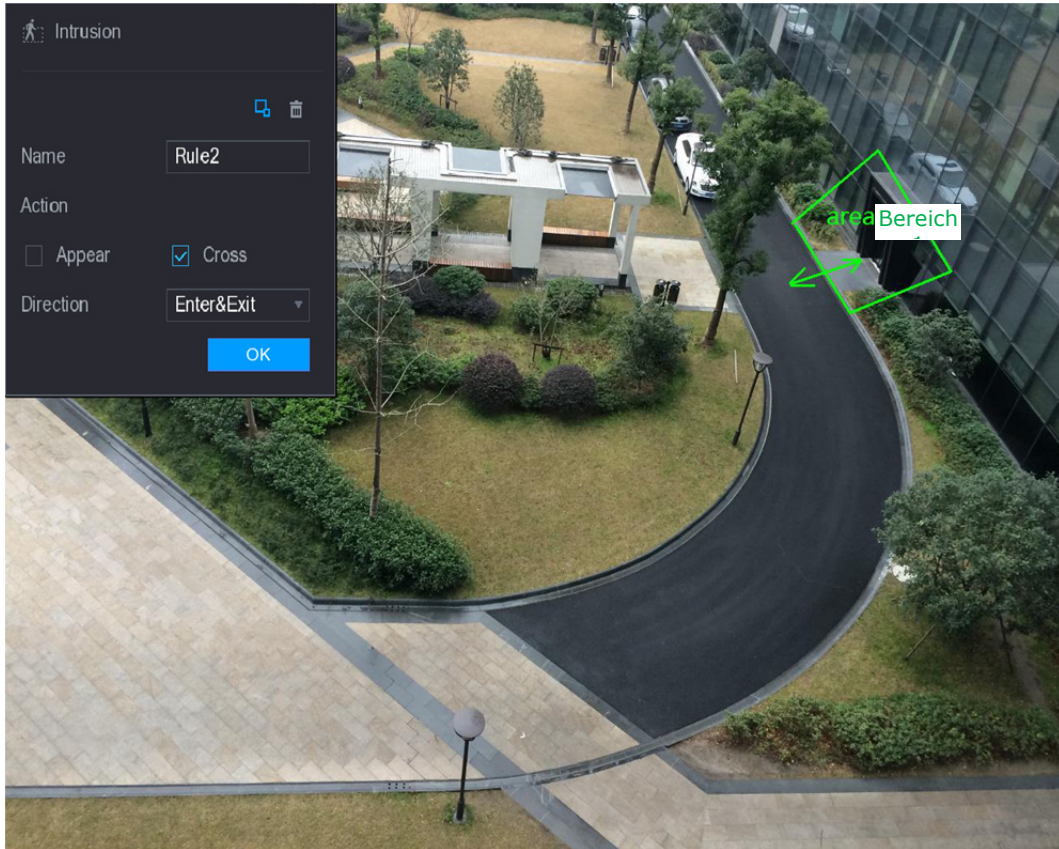 Intrusion
Name
Rule2
Action
Appear
Cross
Direction
Enter&Exit
OK
area
Bereich